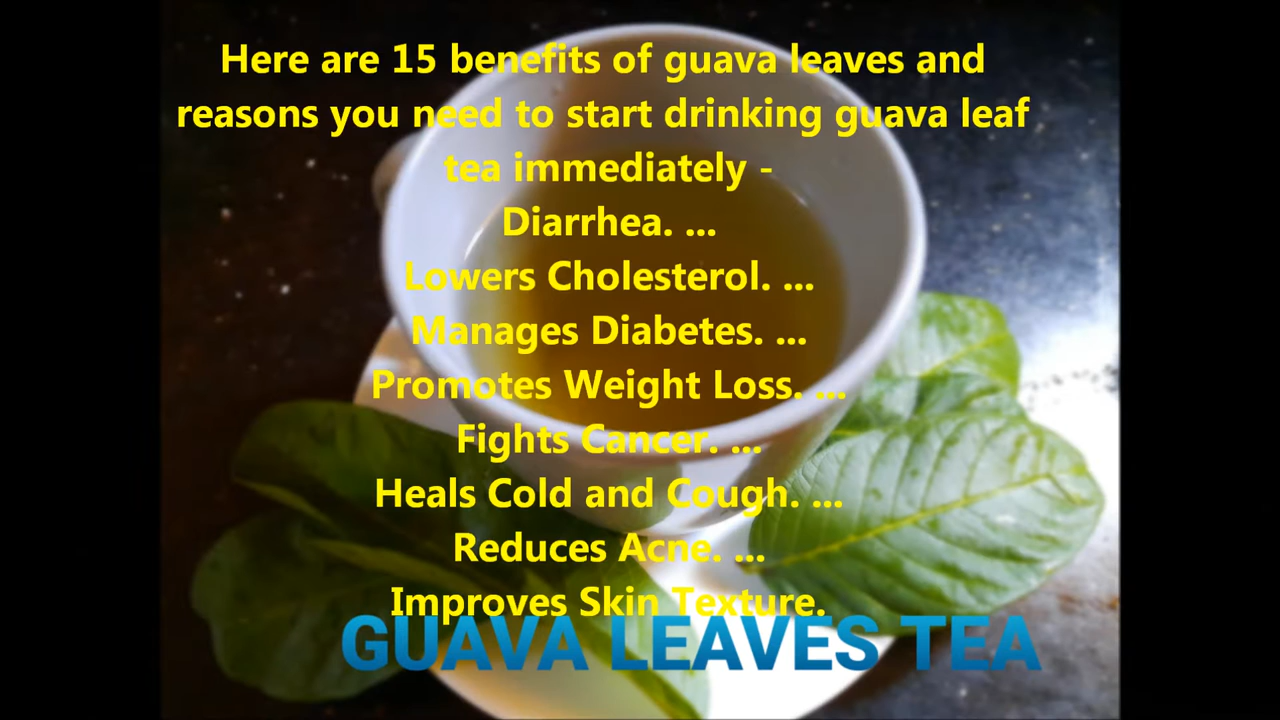 Here are 15 benefits of guava leaves and
reasons you need to start drinking guava leaf
tea immediately -
Diarrhea. ...
Lowers Cholesterol. ...
Manages Diabetes. ...
Promotes Weight Loss. ...
Fights Cancer. ...
Heals Cold and Cough. ...
Reduces Acne. ...
Improves Skin Texture.
GUAVA LEAVES TEA